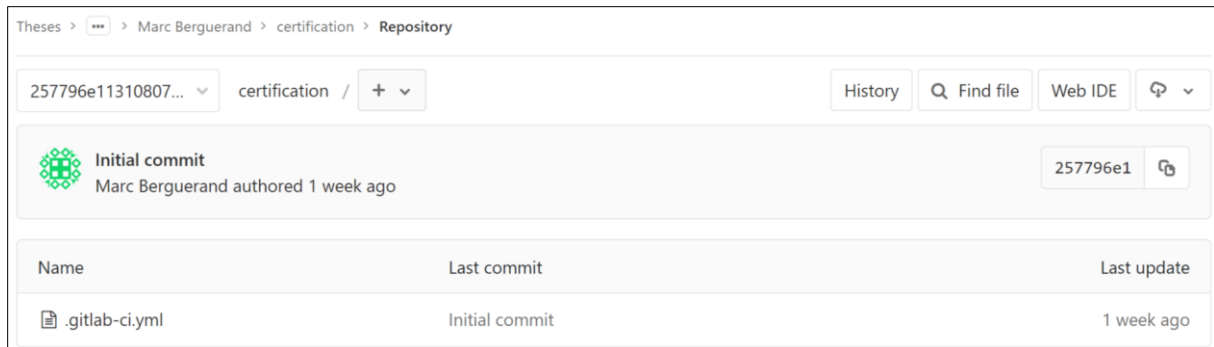 Theses > ••• > Marc Berguerand > certification > Repository
257796e11310807... certification / + History Find file Web IDE
Initial commit
Marc Berguerand authored 1 week ago
257796e1
Name Last commit Last update
.gitlab-ci.yml Initial commit 1 week ago